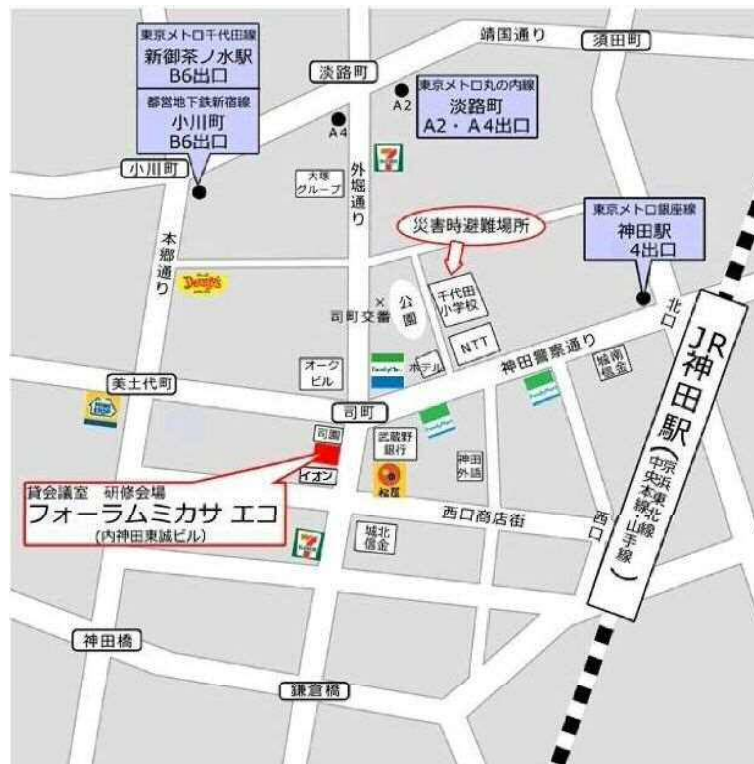 東京メトロ千代田線
新御茶ノ水駅
B6出口
都営地下鉄新宿線
小川町
B6出口
小川町
淡路町
A4
A2
東京メトロ丸の内線
淡路町
A2・A4出口
靖国通り
須田町
大塚
グループ
外堀通り
7
災害時避難場所
東京メトロ銀座線
神田駅
4出口
本郷通り
Denny's
司町交番
公園
千代田
小学校
NTT
ホテル
神田警察通り
城南
信金
北口
JR神田駅(京浜東北線・山手線
中央本線)
オーク
ビル
FamilyMart
美土代町
司町
司園
イオン
武蔵野
銀行
FamilyMart
FamilyMart
神田
外語
松屋
貸会議室 研修会場
フォーラムミカサ エコ
(内神田東誠ビル)
西口商店街
西口
7
城北
信金
神田橋
鎌倉橋